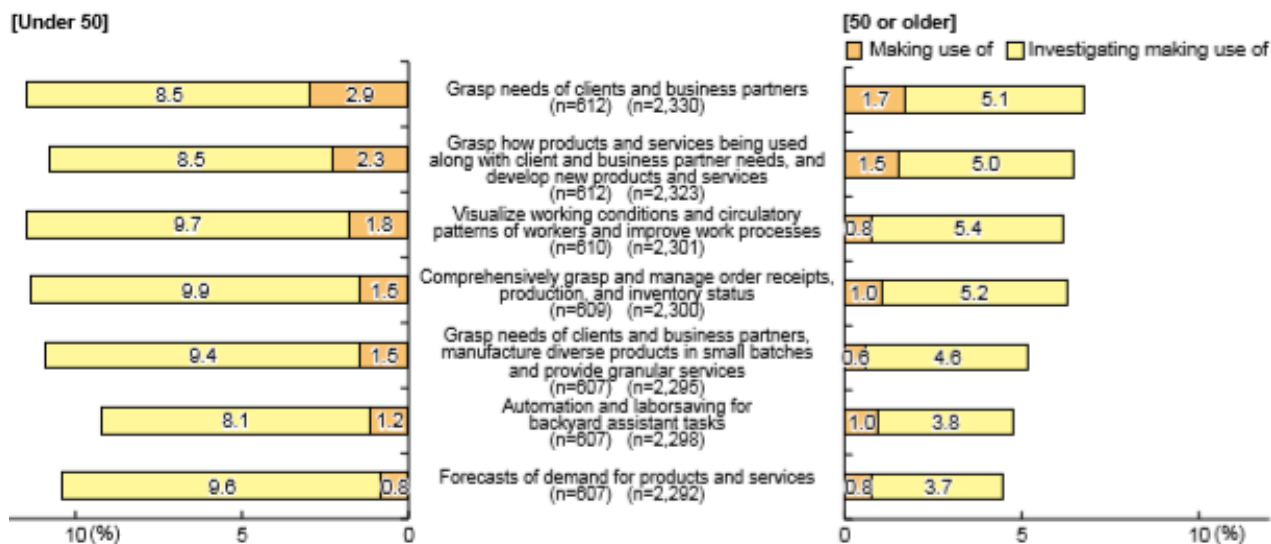 [Under 50]
[50 or older]
Making use of Investigating making use of
8.5 2.9
Grasp needs of clients and business partners
(n=612) (n=2,330)
1.7 5.1
8.5 2.3
Grasp how products and services being used
along with client and business partner needs, and
develop new products and services
(n=612) (n=2,323)
1.5 5.0
9.7 1.8
Visualize working conditions and circulatory
patterns of workers and improve work processes
(n=610) (n=2,301)
0.8 5.4
9.9 1.5
Comprehensively grasp and manage order receipts,
production, and inventory status
(n=609) (n=2,300)
1.0 5.2
9.4 1.5
Grasp needs of clients and business partners,
manufacture diverse products in small batches
and provide granular services
(n=607) (n=2,295)
0.6 4.6
8.1 1.2
Automation and laborsaving for
backyard assistant tasks
(n=607) (n=2,298)
1.0 3.8
9.6 0.8
Forecasts of demand for products and services
(n=607) (n=2,292)
0.8 3.7
10 (%) 5 0
0 5 10 (%)